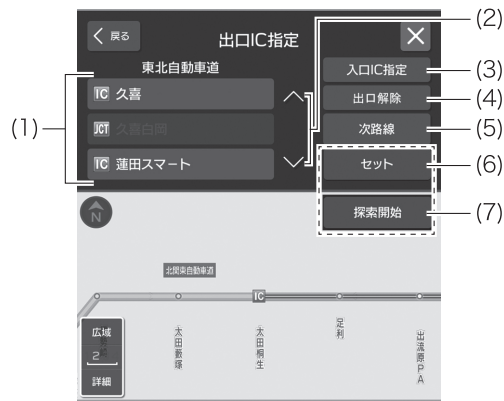 戻る
出口IC指定
東北自動車道
IC 久喜
JCT 久喜白岡
IC 蓮田スマート
入口IC指定
出口解除
次路線
セット
探索開始
(1)
(2)
(3)
(4)
(5)
(6)
(7)
N
北関東自動車道
IC
太田藪塚
太田桐生
足利
出流原PA
広域
2
詳細